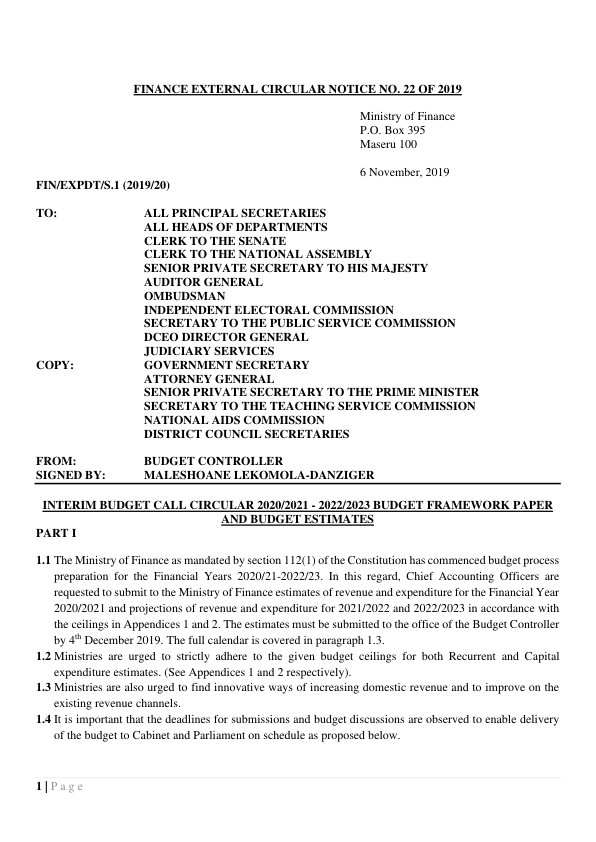 FINANCE EXTERNAL CIRCULAR NOTICE NO. 22 OF 2019
Ministry of Finance
P.O. Box 395
Maseru 100
6 November, 2019
FIN/EXPDT/S.1 (2019/20)
TO: ALL PRINCIPAL SECRETARIES
ALL HEADS OF DEPARTMENTS
CLERK TO THE SENATE
CLERK TO THE NATIONAL ASSEMBLY
SENIOR PRIVATE SECRETARY TO HIS MAJESTY
AUDITOR GENERAL
OMBUDSMAN
INDEPENDENT ELECTORAL COMMISSION
SECRETARY TO THE PUBLIC SERVICE COMMISSION
DCEO DIRECTOR GENERAL
JUDICIARY SERVICES
COPY: GOVERNMENT SECRETARY
ATTORNEY GENERAL
SENIOR PRIVATE SECRETARY TO THE PRIME MINISTER
SECRETARY TO THE TEACHING SERVICE COMMISSION
NATIONAL AIDS COMMISSION
DISTRICT COUNCIL SECRETARIES
FROM: BUDGET CONTROLLER
SIGNED BY: MALESHOANE LEKOMOLA-DANZIGER
INTERIM BUDGET CALL CIRCULAR 2020/2021 - 2022/2023 BUDGET FRAMEWORK PAPER
AND BUDGET ESTIMATES
PART I
1.1 The Ministry of Finance as mandated by section 112(1) of the Constitution has commenced budget process
preparation for the Financial Years 2020/21-2022/23. In this regard, Chief Accounting Officers are
requested to submit to the Ministry of Finance estimates of revenue and expenditure for the Financial Year
2020/2021 and projections of revenue and expenditure for 2021/2022 and 2022/2023 in accordance with
the ceilings in Appendices 1 and 2. The estimates must be submitted to the office of the Budget Controller
by 4th December 2019. The full calendar is covered in paragraph 1.3.
1.2 Ministries are urged to strictly adhere to the given budget ceilings for both Recurrent and Capital
expenditure estimates. (See Appendices 1 and 2 respectively).
1.3 Ministries are also urged to find innovative ways of increasing domestic revenue and to improve on the
existing revenue channels.
1.4 It is important that the deadlines for submissions and budget discussions are observed to enable delivery
of the budget to Cabinet and Parliament on schedule as proposed below.
1 | Page